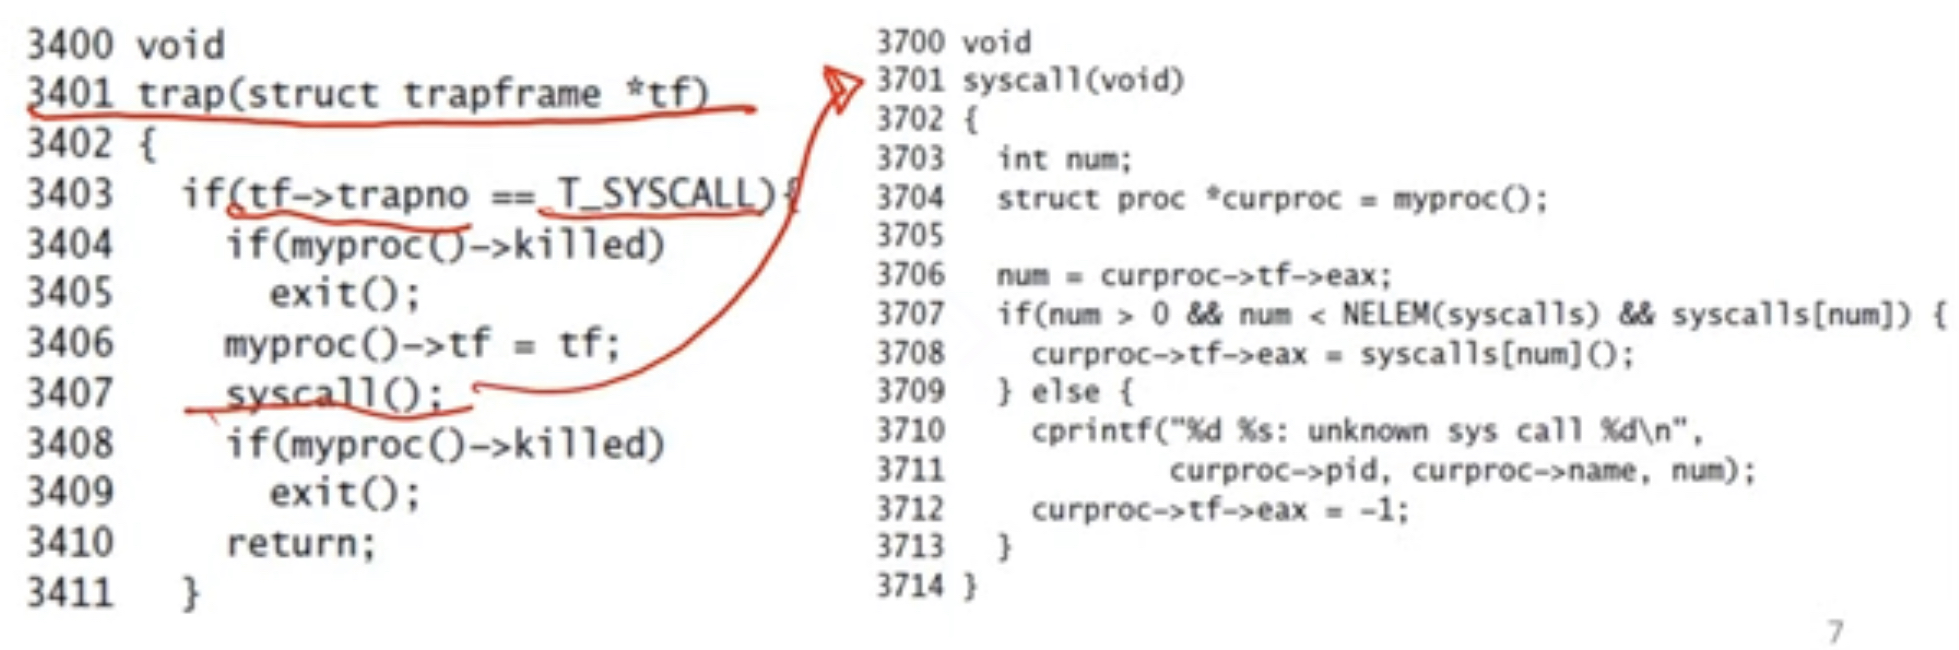 3400 void
3401 trap(struct trapframe *tf)
3402 {
3403   if(tf->trapno == T_SYSCALL){
3404     if(myproc()->killed)
3405       exit();
3406     myproc()->tf = tf;
3407     syscall();
3408     if(myproc()->killed)
3409       exit();
3410     return;
3411   }
3700 void
3701 syscall(void)
3702 {
3703   int num;
3704   struct proc *curproc = myproc();
3705
3706   num = curproc->tf->eax;
3707   if(num > 0 && num < NELEM(syscalls) && syscalls[num]) {
3708     curproc->tf->eax = syscalls[num]();
3709   } else {
3710     cprintf("%d %s: unknown sys call %d\n",
3711             curproc->pid, curproc->name, num);
3712     curproc->tf->eax = -1;
3713   }
3714 }
7